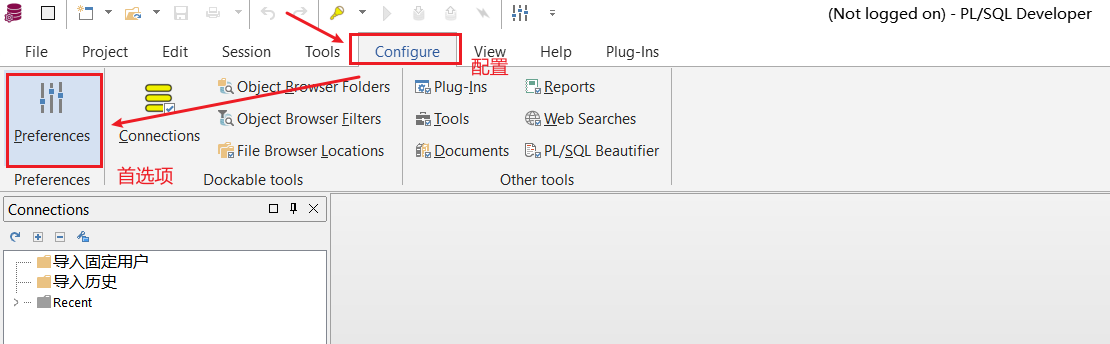 (Not logged on) - PL/SQL Developer
File Project Edit Session Tools Configure View Help Plug-Ins
配置
Preferences Connections
Object Browser Folders
Object Browser Filters
File Browser Locations
Plug-Ins
Tools
Documents
Reports
Web Searches
PL/SQL Beautifier
Preferences 首选项 Dockable tools Other tools
Connections
导入固定用户
导入历史
Recent